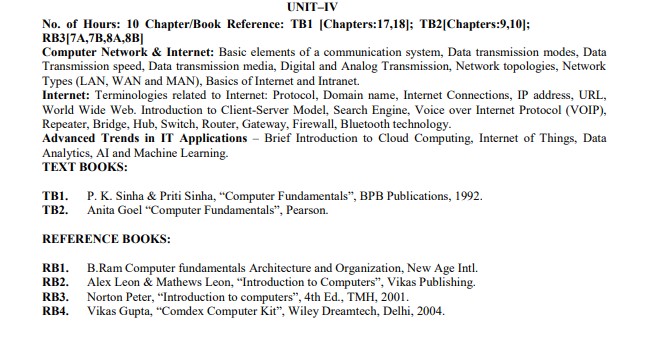 UNIT–IV
No. of Hours: 10 Chapter/Book Reference: TB1 [Chapters:17,18]; TB2[Chapters:9,10];
RB3[7A,7B,8A,8B]
Computer Network & Internet: Basic elements of a communication system, Data transmission modes, Data
Transmission speed, Data transmission media, Digital and Analog Transmission, Network topologies, Network
Types (LAN, WAN and MAN), Basics of Internet and Intranet.
Internet: Terminologies related to Internet: Protocol, Domain name, Internet Connections, IP address, URL,
World Wide Web. Introduction to Client-Server Model, Search Engine, Voice over Internet Protocol (VOIP),
Repeater, Bridge, Hub, Switch, Router, Gateway, Firewall, Bluetooth technology.
Advanced Trends in IT Applications – Brief Introduction to Cloud Computing, Internet of Things, Data
Analytics, AI and Machine Learning.
TEXT BOOKS:
TB1. P. K. Sinha & Priti Sinha, “Computer Fundamentals”, BPB Publications, 1992.
TB2. Anita Goel “Computer Fundamentals”, Pearson.
REFERENCE BOOKS:
RB1. B.Ram Computer fundamentals Architecture and Organization, New Age Intl.
RB2. Alex Leon & Mathews Leon, “Introduction to Computers”, Vikas Publishing.
RB3. Norton Peter, “Introduction to computers”, 4th Ed., TMH, 2001.
RB4. Vikas Gupta, “Comdex Computer Kit”, Wiley Dreamtech, Delhi, 2004.